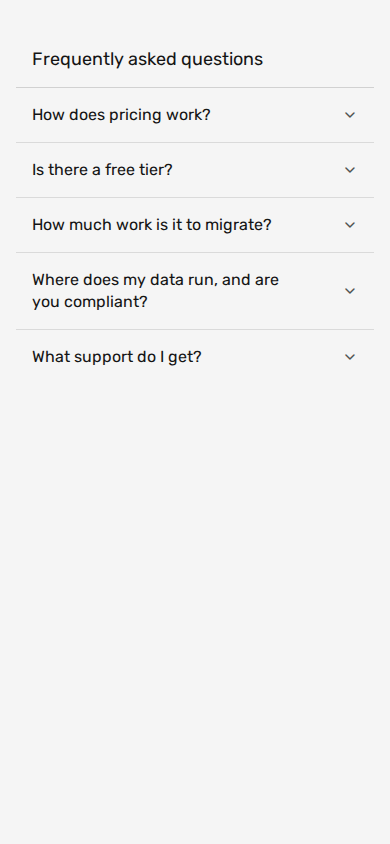 Frequently asked questions
How does pricing work?
Is there a free tier?
How much work is it to migrate?
Where does my data run, and are
you compliant?
What support do I get?